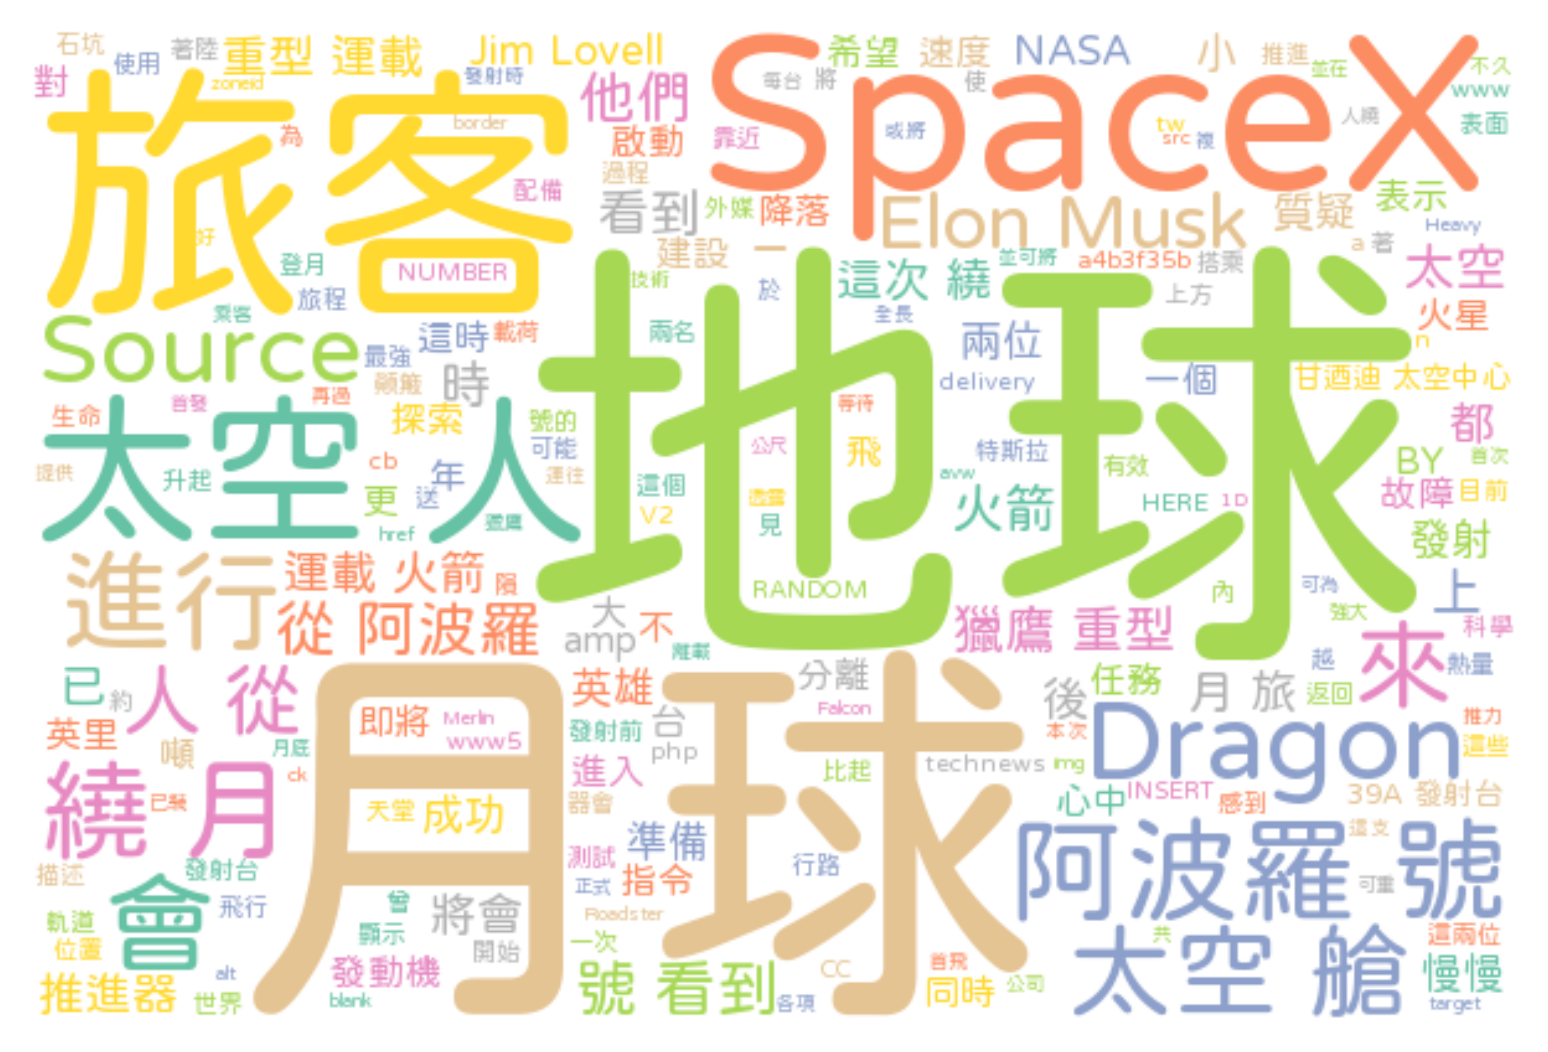 石坑 使用 著陸 重型 運載 Jim Lovell 希望 速度 NASA 小 推進 並在 不久
對 zoneid 發射時 他們 每台 將 SpaceX 使 www
旅客 為 border 啟動 靠近 或將 tw src 複 人繞 表面
配備 過程 看到 外媒 降落 Elon Musk 質疑 表示 Heavy
好 NUMBER 建設 一 並可將 a4b3f35b 搭乘 a 著 太空
登月 旅程 技術 於 這次 繞 上方 火星
乘客 Source 最強 這時 載荷 兩名 全長 兩位 n
顛簸 時 地球 delivery 一個 甘迺迪 太空中心
生命 首發 再過 探索 號的 等待 都
太空人 可能 公尺 飛 特斯拉 有效 BY 首次
提供 升起 cb 年 更 送 運往 這個 avw 火箭 HERE 1D 故障 目前
href 獵鷹 V2 見 發射
進行 運載 火箭 隕 RANDOM 內 可為 上
從 阿波羅 大 amp 不 獵鷹 重型 強大 來 科學
已 約 人 從 離載 英雄 分離 後 任務 月 旅 越 返回 熱量
英里 即將 Merlin www5 發射前 台 Falcon 本次 Dragon 推力 這些
噸 月底 php technews img
繞月 ck 已裝 月球 進入 比起 心中 INSERT 感到 39A 發射台
天堂 成功 器會 準備 阿波羅 號 這支
描述 發射台 測試 正式 指令 行路 可重
會 飛行 曾 將會 Roadster
軌道 位置 顯示 開始 一次 共 這兩位
推進器 alt 發動機 號 看到 CC 首飛 太空 艙 慢慢
世界 blank 各項 同時 公司 target